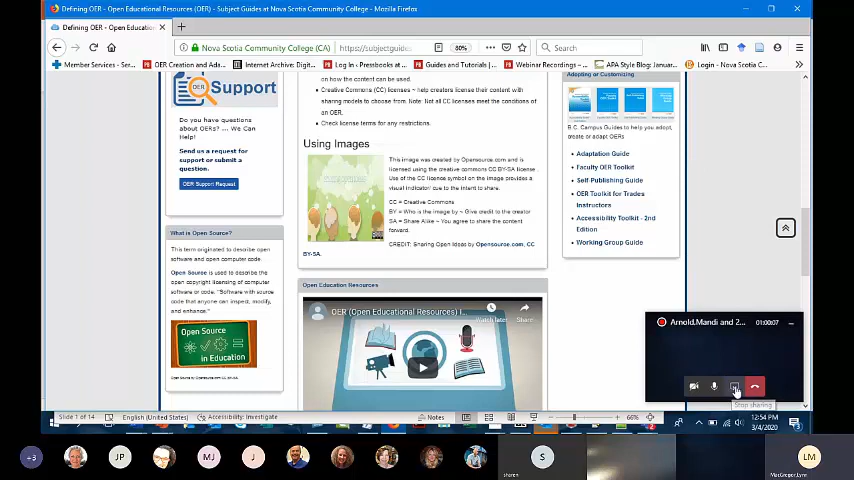 Defining OER - Open Educational Resources (OER) - Subject Guides at Nova Scotia Community College - Mozilla Firefox
Defining OER - Open Educatio
Nova Scotia Community College (CA)
https://subjectguide
80%
Search
Member Services - Ser...
OER Creation and Ada...
Internet Archive: Digit...
Log In ‹ Pressbooks at ...
Guides and Tutorials | ...
Webinar Recordings – ...
APA Style Blog: Januar...
Login - Nova Scotia C...
OER Support
Do you have questions
about OERs? ... We Can
Help!
Send us a request for
support or submit a
question.
OER Support Request
What is Open Source?
This term originated to describe open
software and open computer code.
Open Source is used to describe the
open copyright licensing of computer
software or code. "Software with source
code that anyone can inspect, modify,
and enhance."
Open Source
in Education
on how the content can be used.
Creative Commons (CC) licenses ~ help creators license their content with
sharing models to choose from. Note: Not all CC licenses meet the conditions of
an OER.
Check license terms for any restrictions.
Using Images
This image was created by Opensource.com and is
licensed using the creative commons CC BY-SA license .
Use of the CC licence symbol on the image provides a
visual indicator/ cue to the intent to share.
CC = Creative Commons
BY = Who is the image by ~ Give credit to the creator
SA = Share Alike ~ You agree to share the content
forward.
CREDIT: Sharing Open Ideas by Opensource.com, CC
BY-SA.
Open Education Resources
OER (Open Educational Resources) I...
Watch later
Share
Adopting or Customizing
B.C. Campus Guides to help you adopt,
create or adapt OERs
Adaptation Guide
Faculty OER Toolkit
Self-Publishing Guide
OER Toolkit for Trades
Instructors
Accessibility Toolkit - 2nd
Edition
Working Group Guide
Arnold.Mandi and 2...
01:00:07
Stop sharing
Slide 1 of 14
English (United States)
Accessibility: Investigate
Notes
66%
12:54 PM
3/4/2020
+3
JP
MJ
J
S
sharen
LM
MacGregor,Lynn